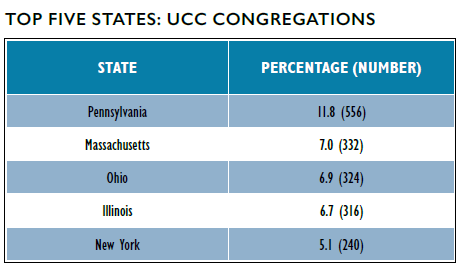 TOP FIVE STATES: UCC CONGREGATIONS
STATE PERCENTAGE (NUMBER)
Pennsylvania 11.8 (556)
Massachusetts 7.0 (332)
Ohio 6.9 (324)
Illinois 6.7 (316)
New York 5.1 (240)